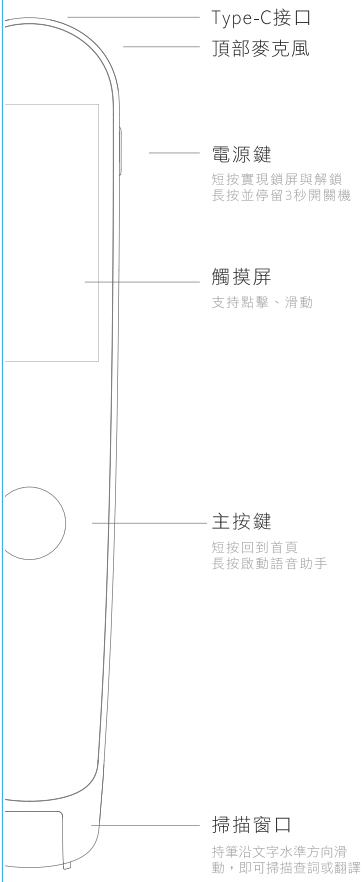 Type-C接口
頂部麥克風
電源鍵
短按實現鎖屏與解鎖
長按並停留3秒開關機
觸摸屏
支持點擊、滑動
主按鍵
短按回到首頁
長按啟動語音助手
掃描窗口
持筆沿文字水準方向滑
動，即可掃描查詞或翻譯